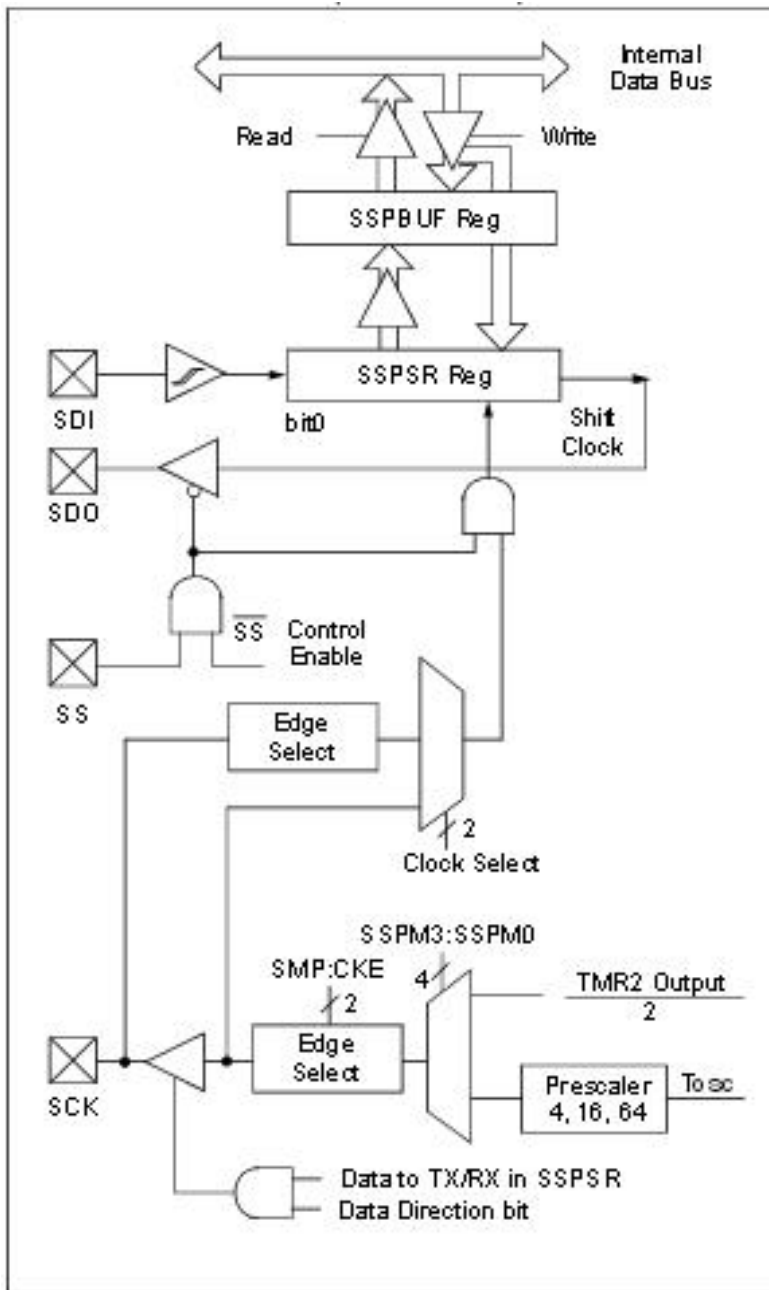 Internal
Data Bus
Read
Write
SSPBUF Reg
SSPSR Reg
SDI
bit0
Shift
Clock
SDO
SS Control
Enable
SS
Edge
Select
2
Clock Select
SSPM3:SSPM0
SMP:CKE
4
TMR2 Output
2
2
Edge
Select
Prescaler
4, 16, 64
Tosc
SCK
Data to TX/RX in SSPSR
Data Direction bit